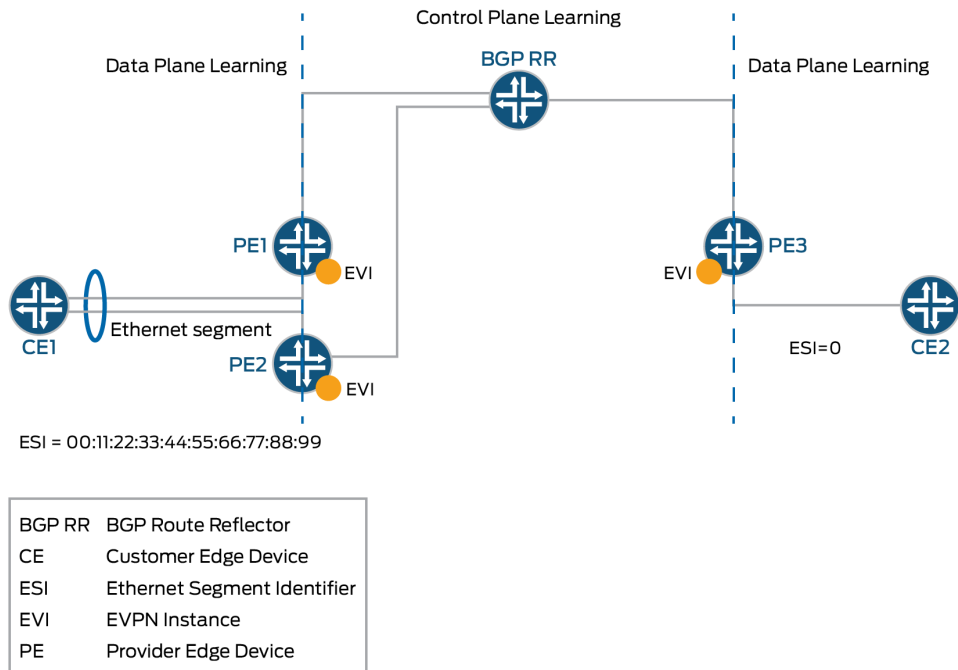 Control Plane Learning
Data Plane Learning
BGP RR
Data Plane Learning
PE1
EVI
PE3
EVI
Ethernet segment
CE1
PE2
EVI
ESI=0
CE2
ESI = 00:11:22:33:44:55:66:77:88:99
BGP RR BGP Route Reflector
CE Customer Edge Device
ESI Ethernet Segment Identifier
EVI EVPN Instance
PE Provider Edge Device